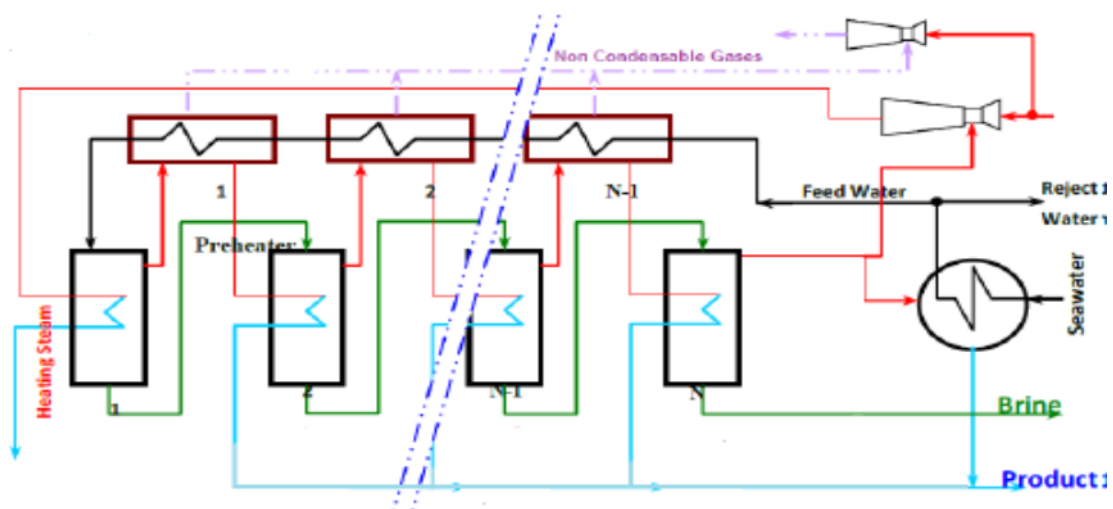 Non Condensable Gases
1
2
N-1
Feed Water
Reject
Water
Preheater
Seawater
Heating Steam
1
2
N-1
N
Brine
Product